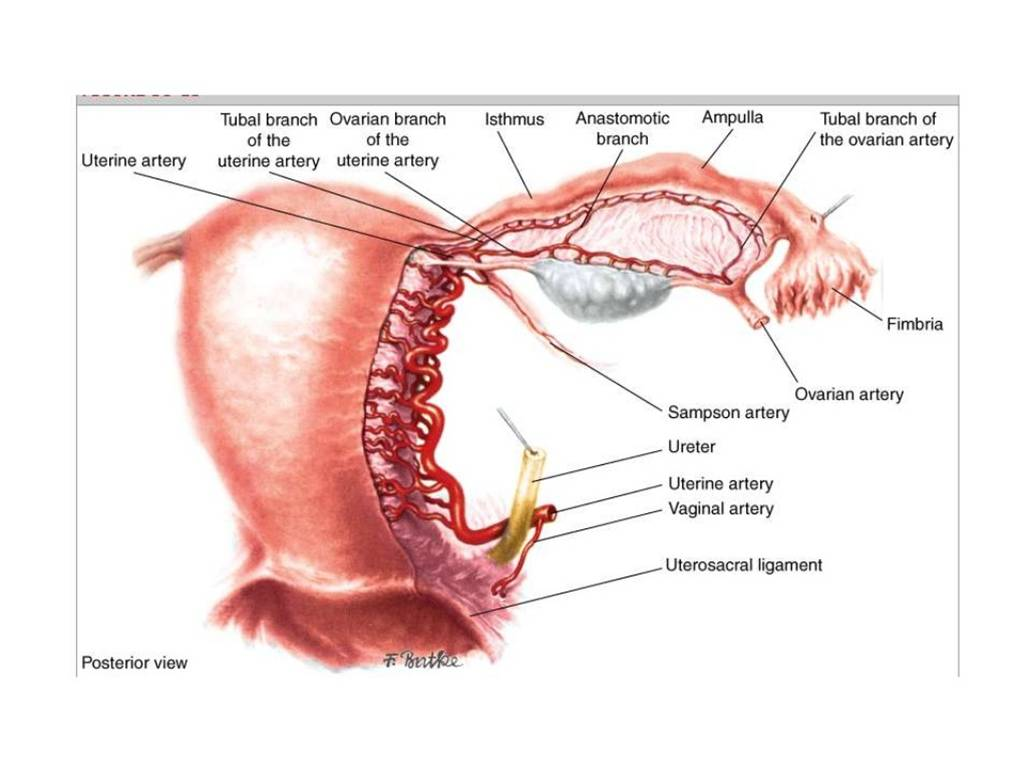 Tubal branch
of the
uterine artery
Ovarian branch
of the
uterine artery
Isthmus
Anastomotic
branch
Ampulla
Tubal branch of
the ovarian artery
Uterine artery
Fimbria
Ovarian artery
Sampson artery
Ureter
Uterine artery
Vaginal artery
Uterosacral ligament
Posterior view